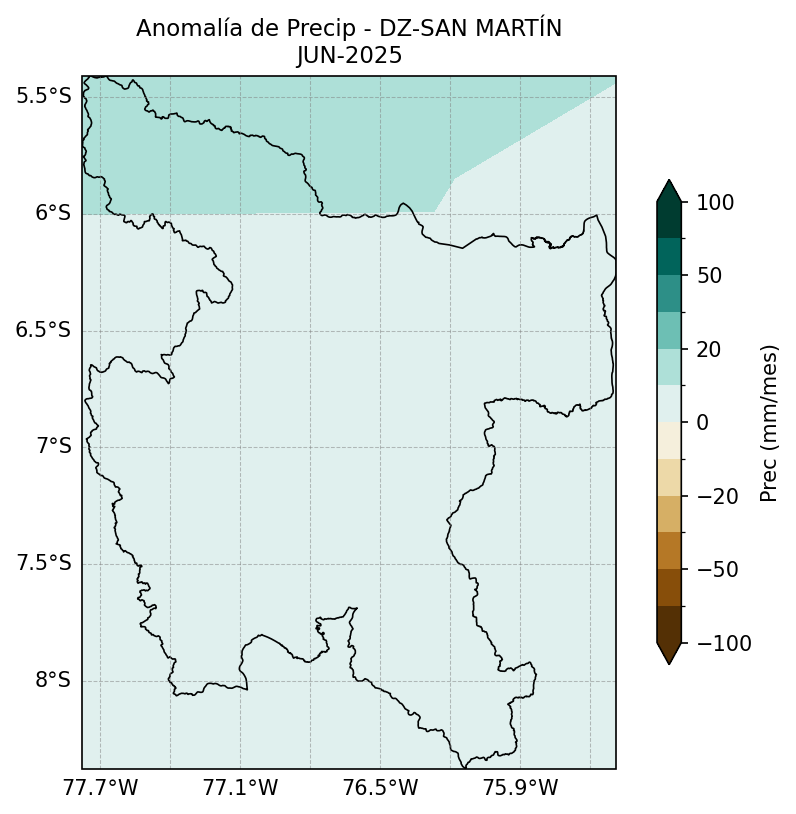 Anomalía de Precip - DZ-SAN MARTÍN
JUN-2025
5.5°S
6°S
6.5°S
7°S
7.5°S
8°S
77.7°W
77.1°W
76.5°W
75.9°W
100
50
20
0
−20
−50
−100
Prec (mm/mes)